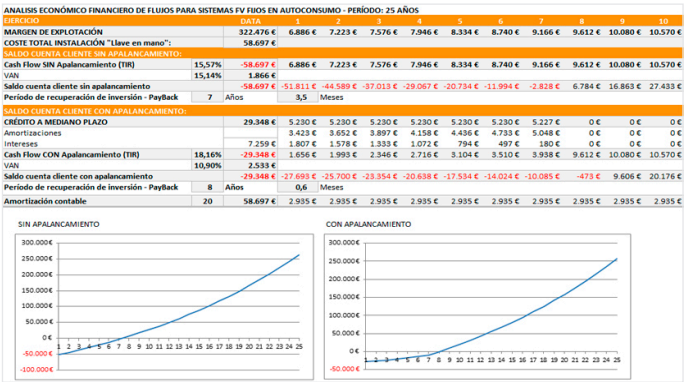 ANALISIS ECONÓMICO FINANCIERO DE FLUJOS PARA SISTEMAS FV FIJOS EN AUTOCONSUMO - PERÍODO: 25 AÑOS
EJERCICIO DATA 1 2 3 4 5 6 7 8 9 10
MARGEN DE EXPLOTACIÓN 322.476 € 6.886 € 7.223 € 7.576 € 7.946 € 8.334 € 8.740 € 9.166 € 9.612 € 10.080 € 10.570 €
COSTE TOTAL INSTALACIÓN "Llave en mano": 58.697 €
SALDO CUENTA CLIENTE SIN APALANCAMIENTO:
Cash Flow SIN Apalancamiento (TIR) 15,57% -58.697 € 6.886 € 7.223 € 7.576 € 7.946 € 8.334 € 8.740 € 9.166 € 9.612 € 10.080 € 10.570 €
VAN 15,14% 1.866 €
Saldo cuenta cliente sin apalancamiento -58.697 € -51.811 € -44.589 € -37.013 € -29.067 € -20.734 € -11.994 € -2.828 € 6.784 € 16.863 € 27.433 €
Período de recuperación de inversión - PayBack 7 Años 3,5 Meses
SALDO CUENTA CLIENTE CON APALANCAMIENTO:
CRÉDITO A MEDIANO PLAZO 29.348 € 5.230 € 5.230 € 5.230 € 5.230 € 5.230 € 5.230 € 5.227 € 0 € 0 € 0 €
Amortizaciones 3.423 € 3.652 € 3.897 € 4.158 € 4.436 € 4.733 € 5.048 € 0 € 0 € 0 €
Intereses 7.259 € 1.807 € 1.578 € 1.333 € 1.072 € 794 € 497 € 180 € 0 € 0 € 0 €
Cash Flow CON Apalancamiento (TIR) 18,16% -29.348 € 1.656 € 1.993 € 2.346 € 2.716 € 3.104 € 3.510 € 3.938 € 9.612 € 10.080 € 10.570 €
VAN 10,90% 2.533 €
Saldo cuenta cliente con apalancamiento -29.348 € -27.693 € -25.700 € -23.354 € -20.638 € -17.534 € -14.024 € -10.085 € -473 € 9.606 € 20.176 €
Período de recuperación de inversión - PayBack 8 Años 0,6 Meses
Amortización contable 20 58.697 € 2.935 € 2.935 € 2.935 € 2.935 € 2.935 € 2.935 € 2.935 € 2.935 € 2.935 € 2.935 €
SIN APALANCAMIENTO
300.000 €
250.000 €
200.000 €
150.000 €
100.000 €
50.000 €
0 €
1 2 3 4 5 6 7 8 9 10 11 12 13 14 15 16 17 18 19 20 21 22 23 24 25
-50.000 €
-100.000 €
CON APALANCAMIENTO
300.000 €
250.000 €
200.000 €
150.000 €
100.000 €
50.000 €
0 €
1 2 3 4 5 6 7 8 9 10 11 12 13 14 15 16 17 18 19 20 21 22 23 24 25
-50.000 €